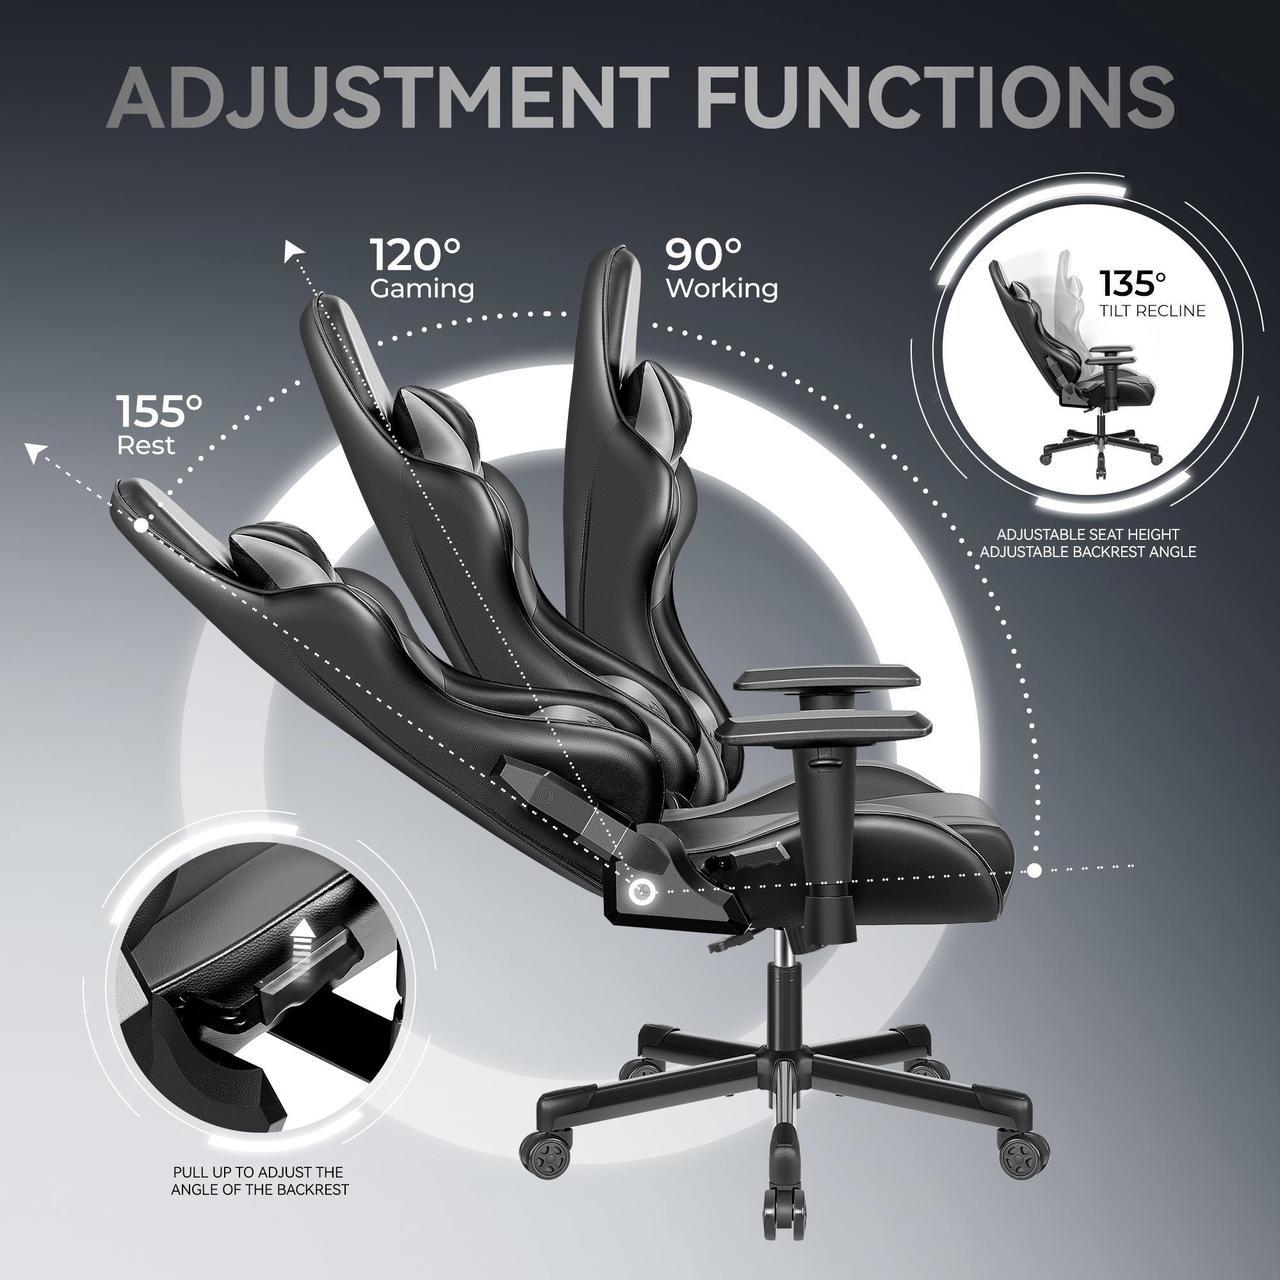 ADJUSTMENT FUNCTIONS
120°
Gaming
90°
Working
135°
TILT RECLINE
155°
Rest
ADJUSTABLE SEAT HEIGHT
ADJUSTABLE BACKREST ANGLE
PULL UP TO ADJUST THE
ANGLE OF THE BACKREST